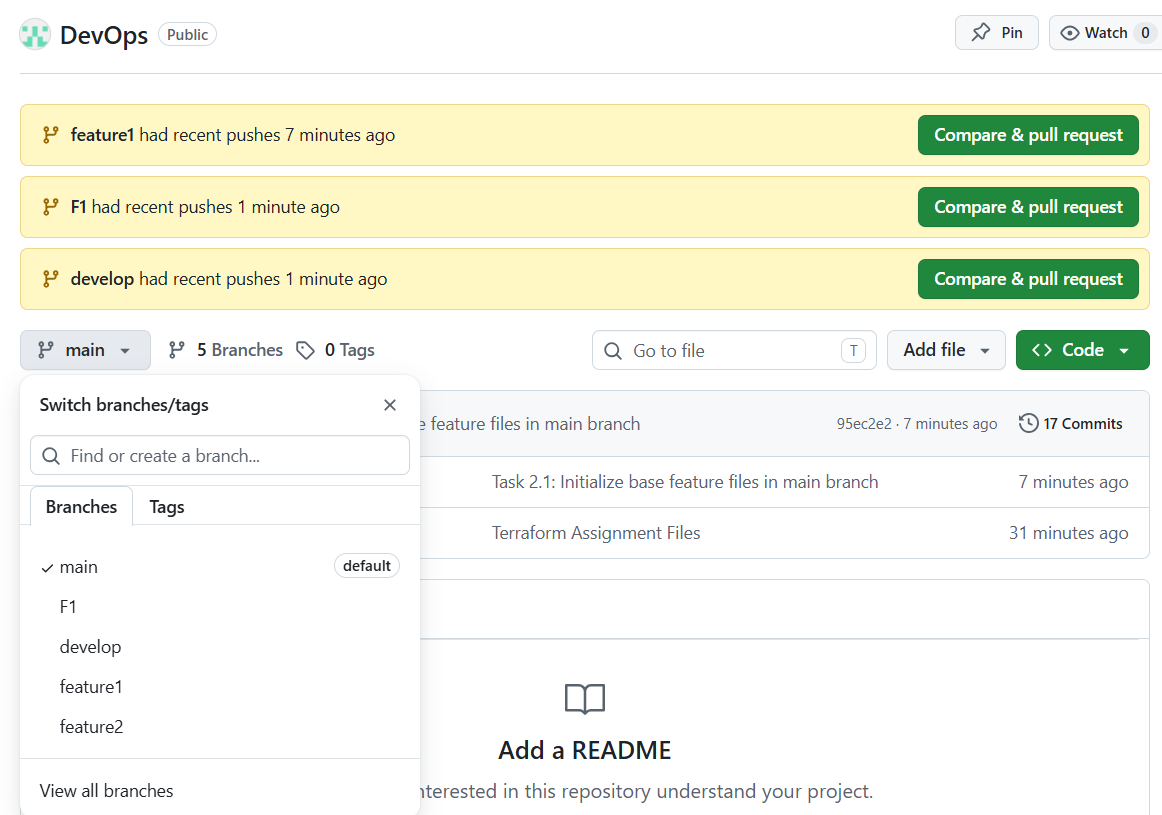 DevOps Public Pin Watch 0
feature1 had recent pushes 7 minutes ago Compare & pull request
F1 had recent pushes 1 minute ago Compare & pull request
develop had recent pushes 1 minute ago Compare & pull request
main 5 Branches 0 Tags Go to file T Add file Code
Switch branches/tags
feature files in main branch 95ec2e2 · 7 minutes ago 17 Commits
Find or create a branch...
Task 2.1: Initialize base feature files in main branch 7 minutes ago
Branches Tags
Terraform Assignment Files 31 minutes ago
main default
F1
develop
feature1
feature2
Add a README
View all branches
interested in this repository understand your project.